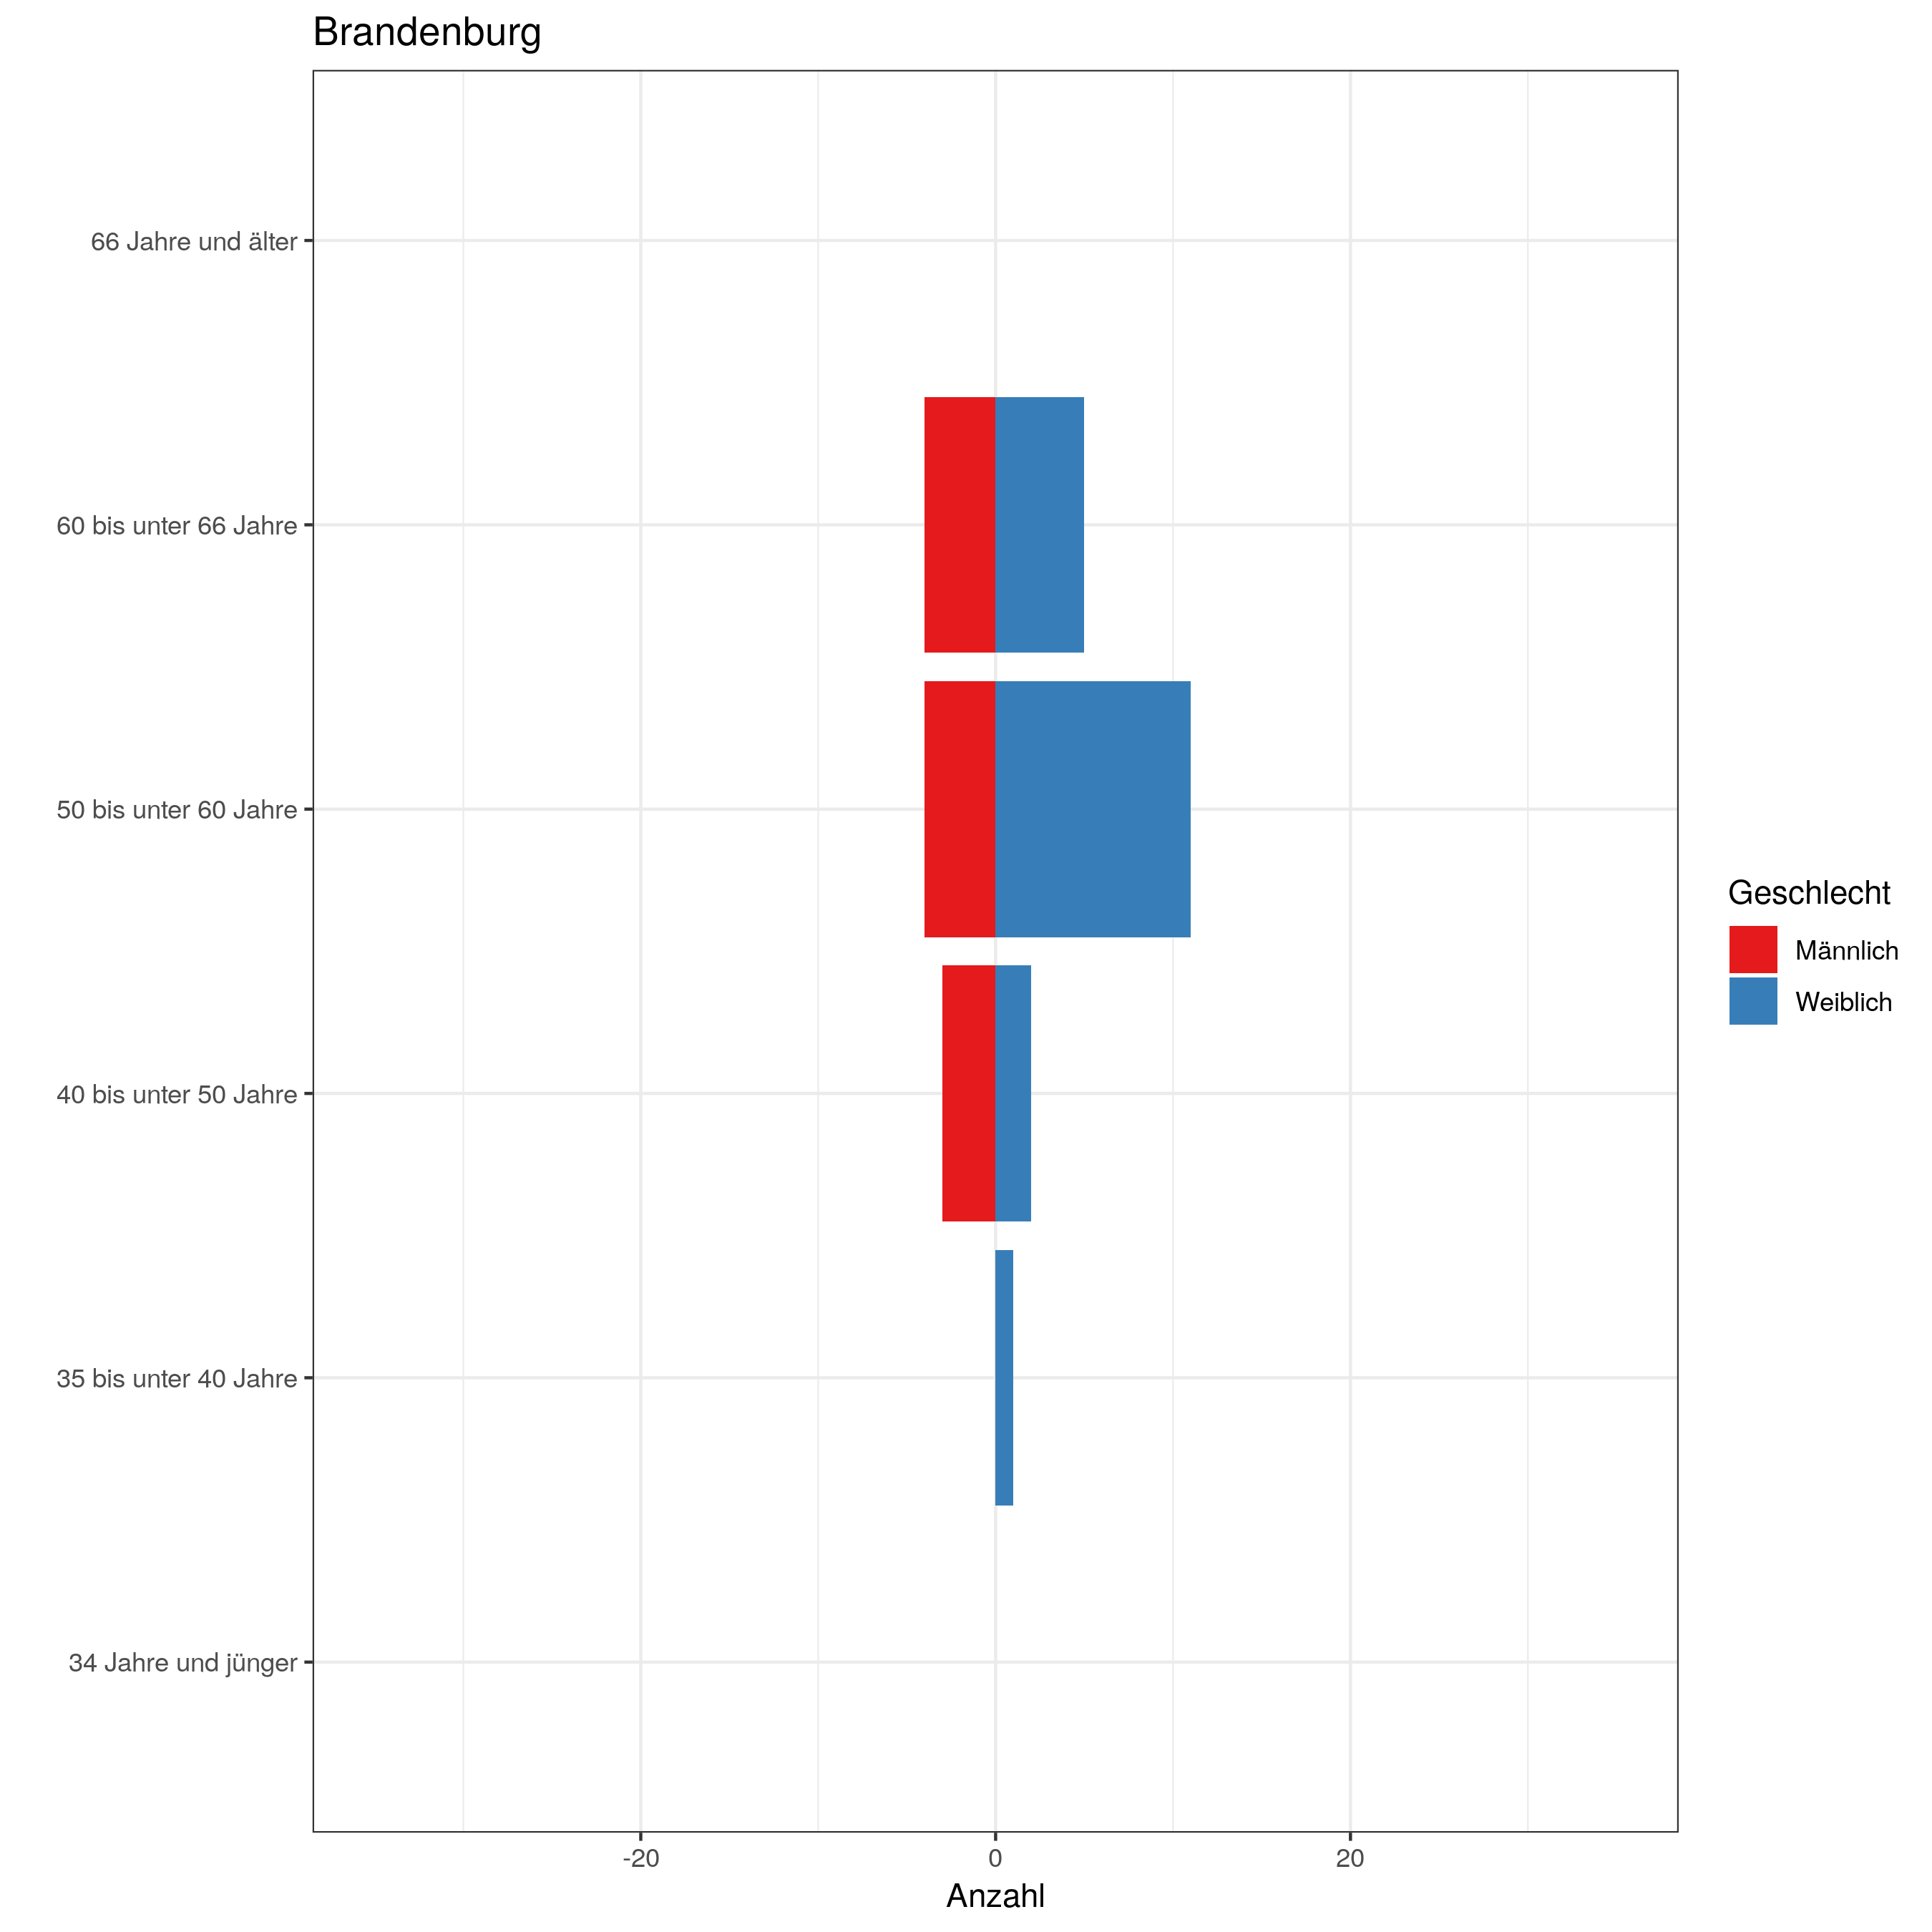 Brandenburg
66 Jahre und älter
60 bis unter 66 Jahre
50 bis unter 60 Jahre
40 bis unter 50 Jahre
35 bis unter 40 Jahre
34 Jahre und jünger
-20 0 20
Anzahl
Geschlecht
Männlich
Weiblich